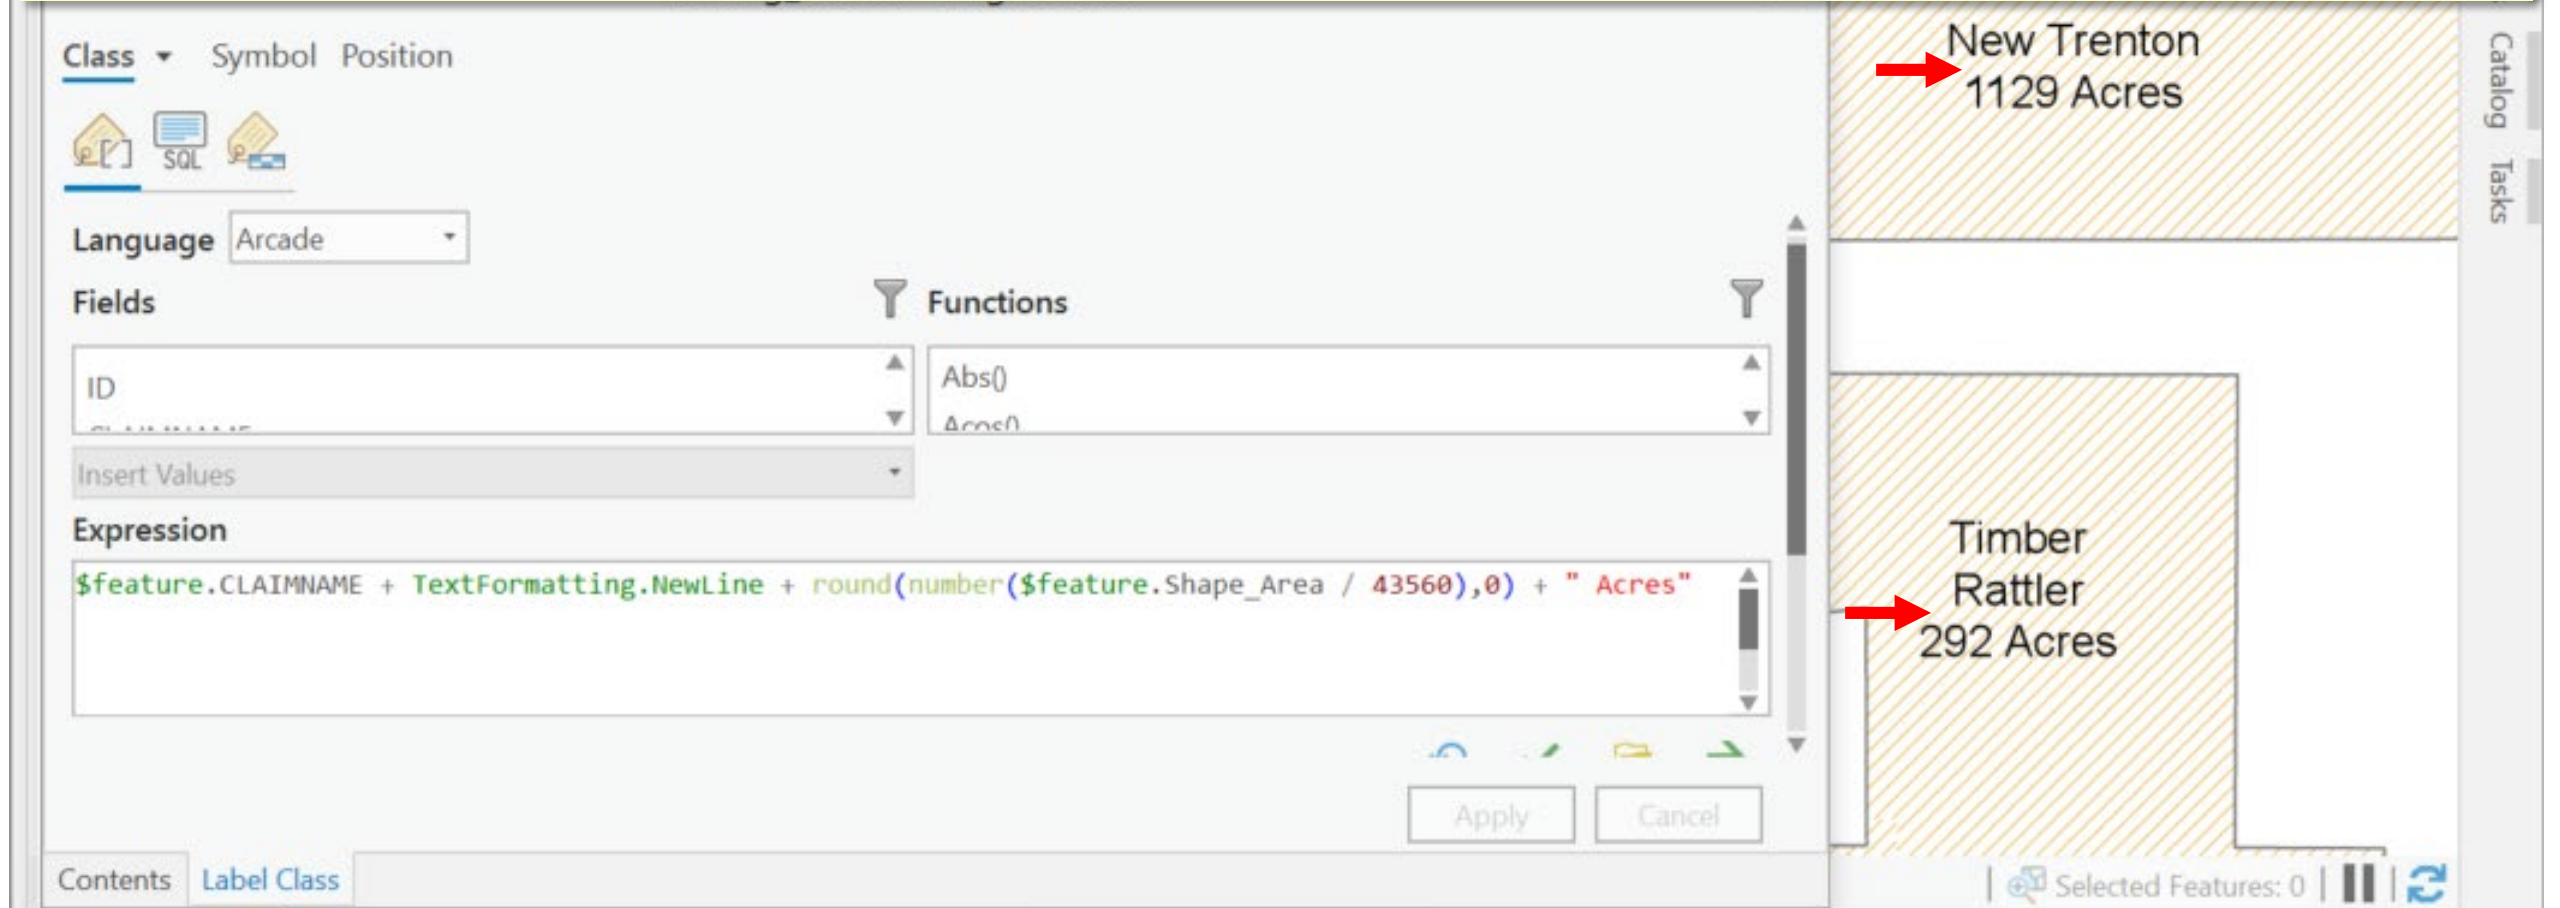 Class Symbol Position
SQL
Language Arcade
Fields
Functions
ID
Abs()
Acos()
Insert Values
Expression
$feature.CLAIMNAME + TextFormatting.NewLine + round(number($feature.Shape_Area / 43560),0) + " Acres"
Apply Cancel
Contents Label Class
New Trenton
1129 Acres
Timber
Rattler
292 Acres
Selected Features: 0
Catalog
Tasks